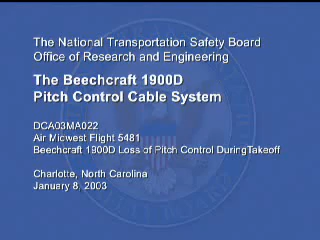 The National Transportation Safety Board
Office of Research and Engineering
The Beechcraft 1900D
Pitch Control Cable System
DCA03MA022
Air Midwest Flight 5481
Beechcraft 1900D Loss of Pitch Control DuringTakeoff
Charlotte, North Carolina
January 8, 2003